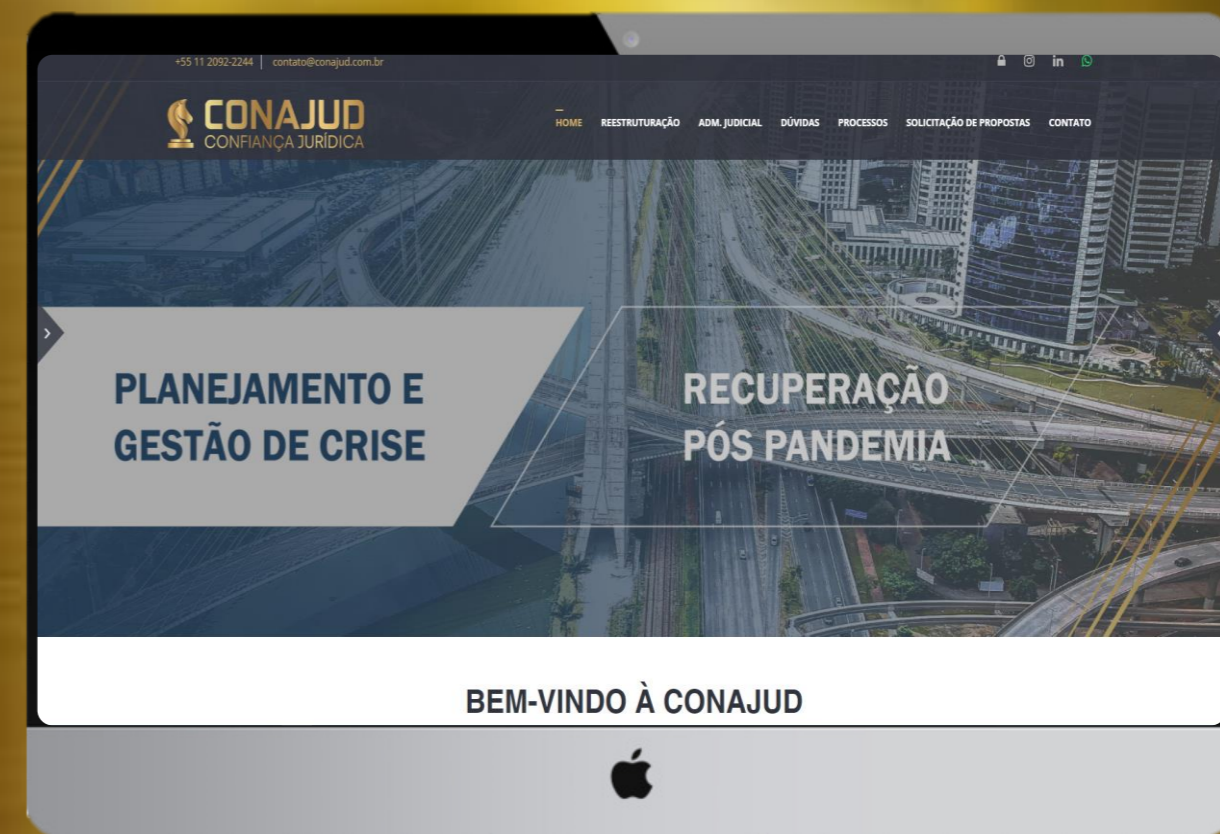 +55 11 2092-2244 | contato@conajud.com.br
CONAJUD
CONFIANÇA JURÍDICA
HOME REESTRUTURAÇÃO ADM. JUDICIAL DÚVIDAS PROCESSOS SOLICITAÇÃO DE PROPOSTAS CONTATO
PLANEJAMENTO E
GESTÃO DE CRISE
RECUPERAÇÃO
PÓS PANDEMIA
BEM-VINDO À CONAJUD